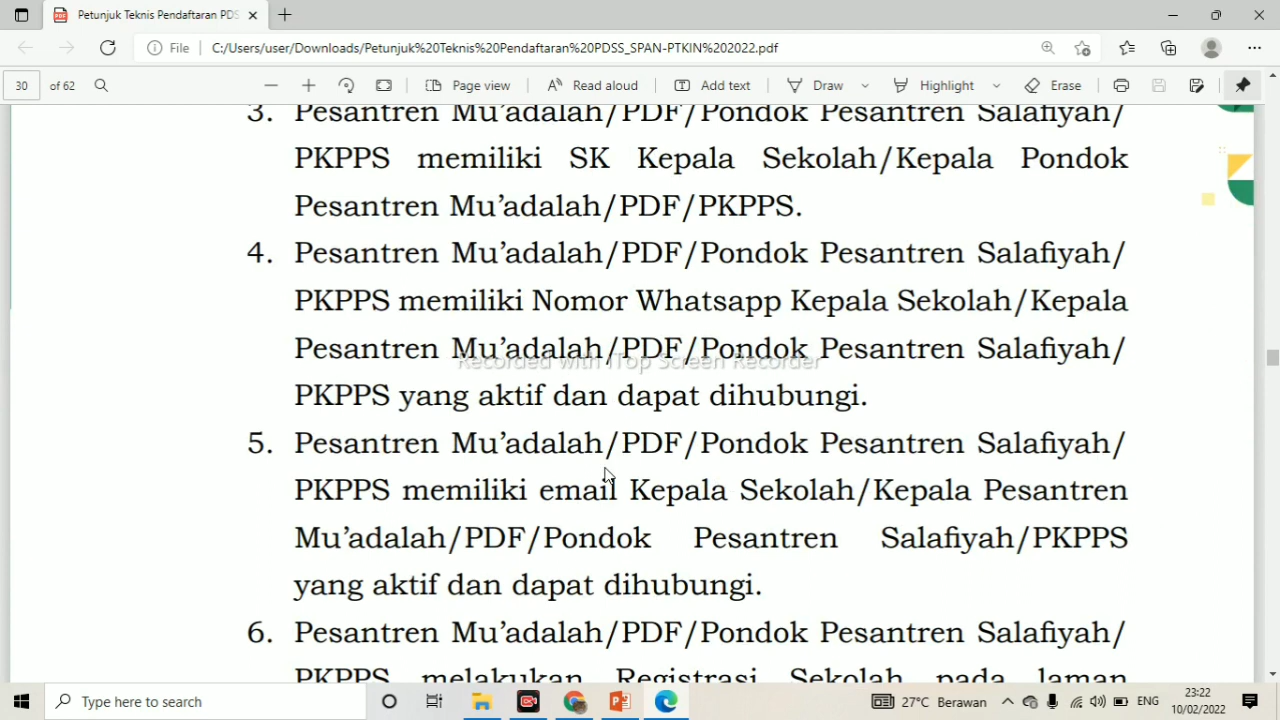 Petunjuk Teknis Pendaftaran PDS
File C:/Users/user/Downloads/Petunjuk%20Teknis%20Pendaftaran%20PDSS_SPAN-PTKIN%202022.pdf
30 of 62 Page view Read aloud Add text Draw Highlight Erase
3. Pesantren Mu’adalah/PDF/Pondok Pesantren Salafiyah/
PKPPS memiliki SK Kepala Sekolah/Kepala Pondok
Pesantren Mu’adalah/PDF/PKPPS.
4. Pesantren Mu’adalah/PDF/Pondok Pesantren Salafiyah/
PKPPS memiliki Nomor Whatsapp Kepala Sekolah/Kepala
Pesantren Mu’adalah/PDF/Pondok Pesantren Salafiyah/
Recorded with iTop Screen Recorder
PKPPS yang aktif dan dapat dihubungi.
5. Pesantren Mu’adalah/PDF/Pondok Pesantren Salafiyah/
PKPPS memiliki email Kepala Sekolah/Kepala Pesantren
Mu’adalah/PDF/Pondok Pesantren Salafiyah/PKPPS
yang aktif dan dapat dihubungi.
6. Pesantren Mu’adalah/PDF/Pondok Pesantren Salafiyah/
PKPPS melakukan Registrasi Sekolah pada laman
Type here to search 27°C Berawan ENG 23:22
10/02/2022